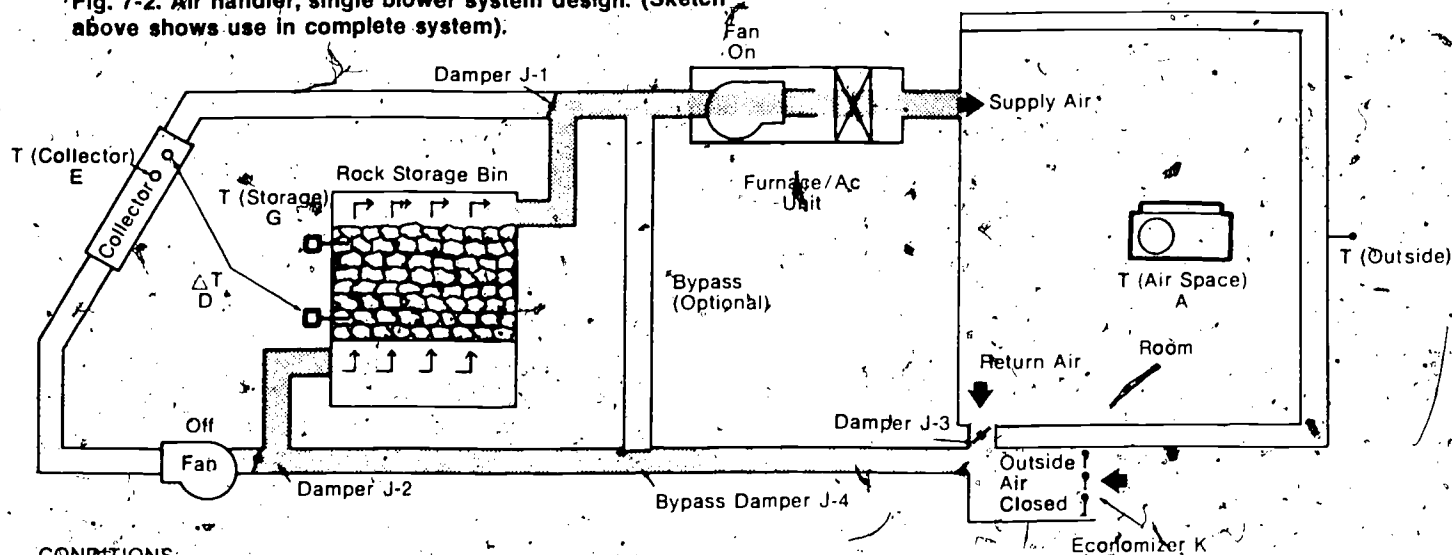 Fig. 7-2. Air handler, single blower system design. (Sketch
above shows use in complete system).
Fan
On
Damper J-1
Supply Air
T (Collector)
E
Rock Storage Bin
T (Storage)
G
Furnace/Ac
Unit
Collector
T (Outside)
△T
D
Bypass
(Optional)
T (Air Space)
A
Return Air
Room
Damper J-3
Off
Fan
Outside
Air
Closed
Damper J-2
Bypass Damper J-4
Economizer K
CONDITIONS: